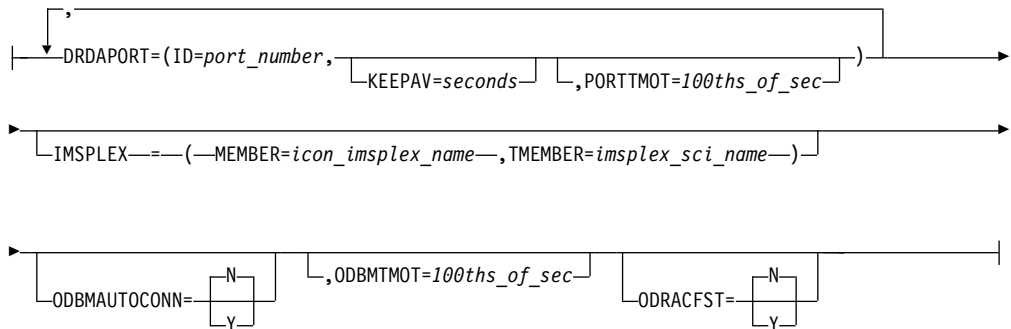 ,
DRDAPORT=(ID=port_number, )
KEEPAV=seconds ,PORTTMOT=100ths_of_sec
IMSPLEX = ( MEMBER=icon_imsplex_name ,TMEMBER=imsplex_sci_name )
N ,ODBMTMOT=100ths_of_sec N
ODBMAUTOCONN= ODRACFST=
Y Y